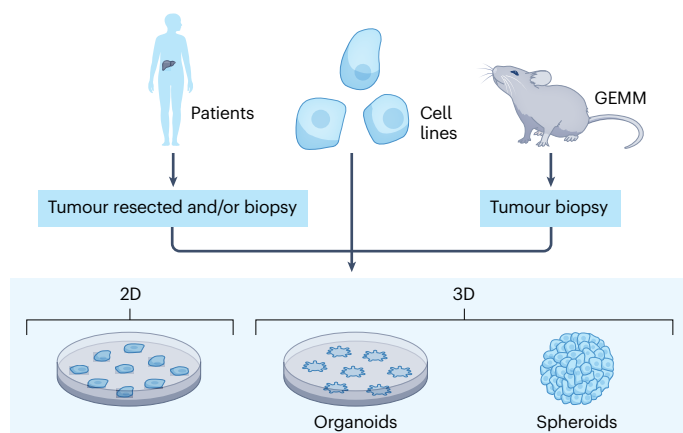 Patients
Cell
lines
GEMM
Tumour resected and/or biopsy
Tumour biopsy
2D
3D
Organoids
Spheroids